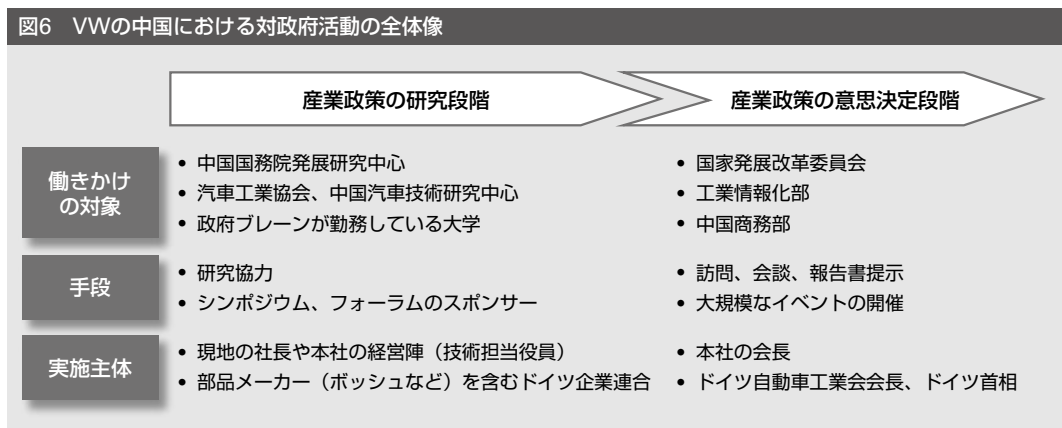 図6 VWの中国における対政府活動の全体像
産業政策の研究段階
産業政策の意思決定段階
働きかけ
の対象
• 中国国務院発展研究中心
• 汽車工業協会、中国汽車技術研究中心
• 政府ブレーンが勤務している大学
• 国家発展改革委員会
• 工業情報化部
• 中国商務部
手段
• 研究協力
• シンポジウム、フォーラムのスポンサー
• 訪問、会談、報告書提示
• 大規模なイベントの開催
実施主体
• 現地の社長や本社の経営陣（技術担当役員）
• 部品メーカー（ボッシュなど）を含むドイツ企業連合
• 本社の会長
• ドイツ自動車工業会会長、ドイツ首相